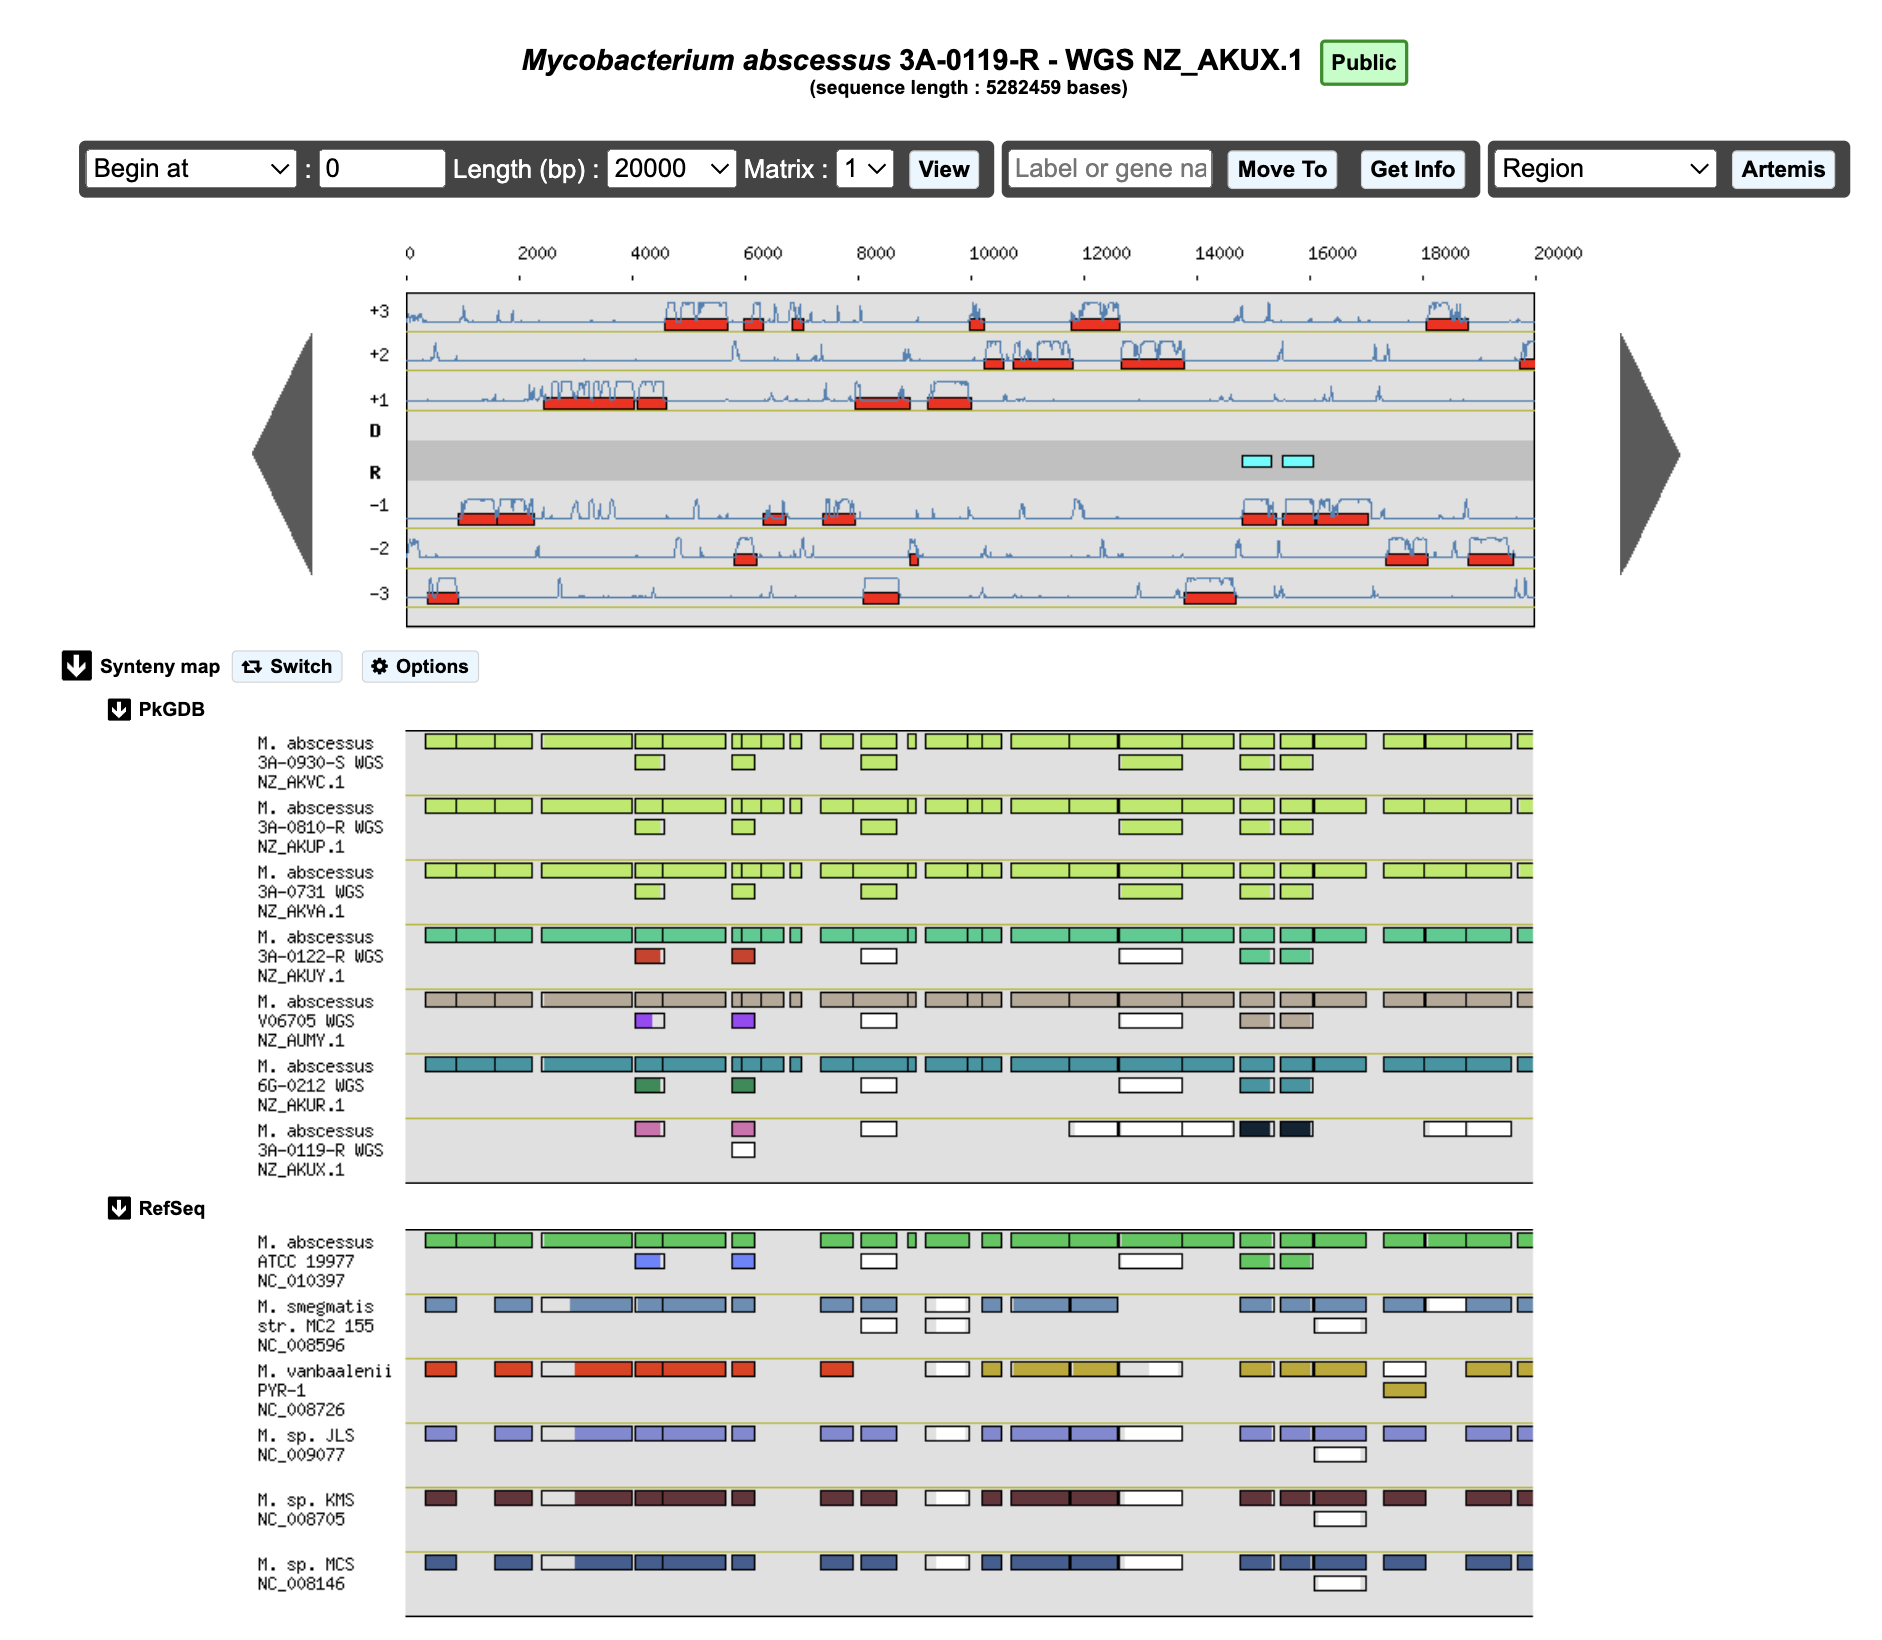 Mycobacterium abscessus 3A-0119-R - WGS NZ_AKUX.1 Public
(sequence length : 5282459 bases)
Begin at : 0 Length (bp) : 20000 Matrix : 1 View Label or gene na Move To Get Info Region Artemis
0 2000 4000 6000 8000 10000 12000 14000 16000 18000 20000
+3
+2
+1
D
R
-1
-2
-3
Synteny map Switch Options
PkGDB
M. abscessus
3A-0930-S WGS
NZ_AKVC.1
M. abscessus
3A-0810-R WGS
NZ_AKUP.1
M. abscessus
3A-0731 WGS
NZ_AKVA.1
M. abscessus
3A-0122-R WGS
NZ_AKUY.1
M. abscessus
V06705 WGS
NZ_AUMY.1
M. abscessus
6G-0212 WGS
NZ_AKUR.1
M. abscessus
3A-0119-R WGS
NZ_AKUX.1
RefSeq
M. abscessus
ATCC 19977
NC_010397
M. smegmatis
str. MC2 155
NC_008596
M. vanbaalenii
PYR-1
NC_008726
M. sp. JLS
NC_009077
M. sp. KMS
NC_008705
M. sp. MCS
NC_008146